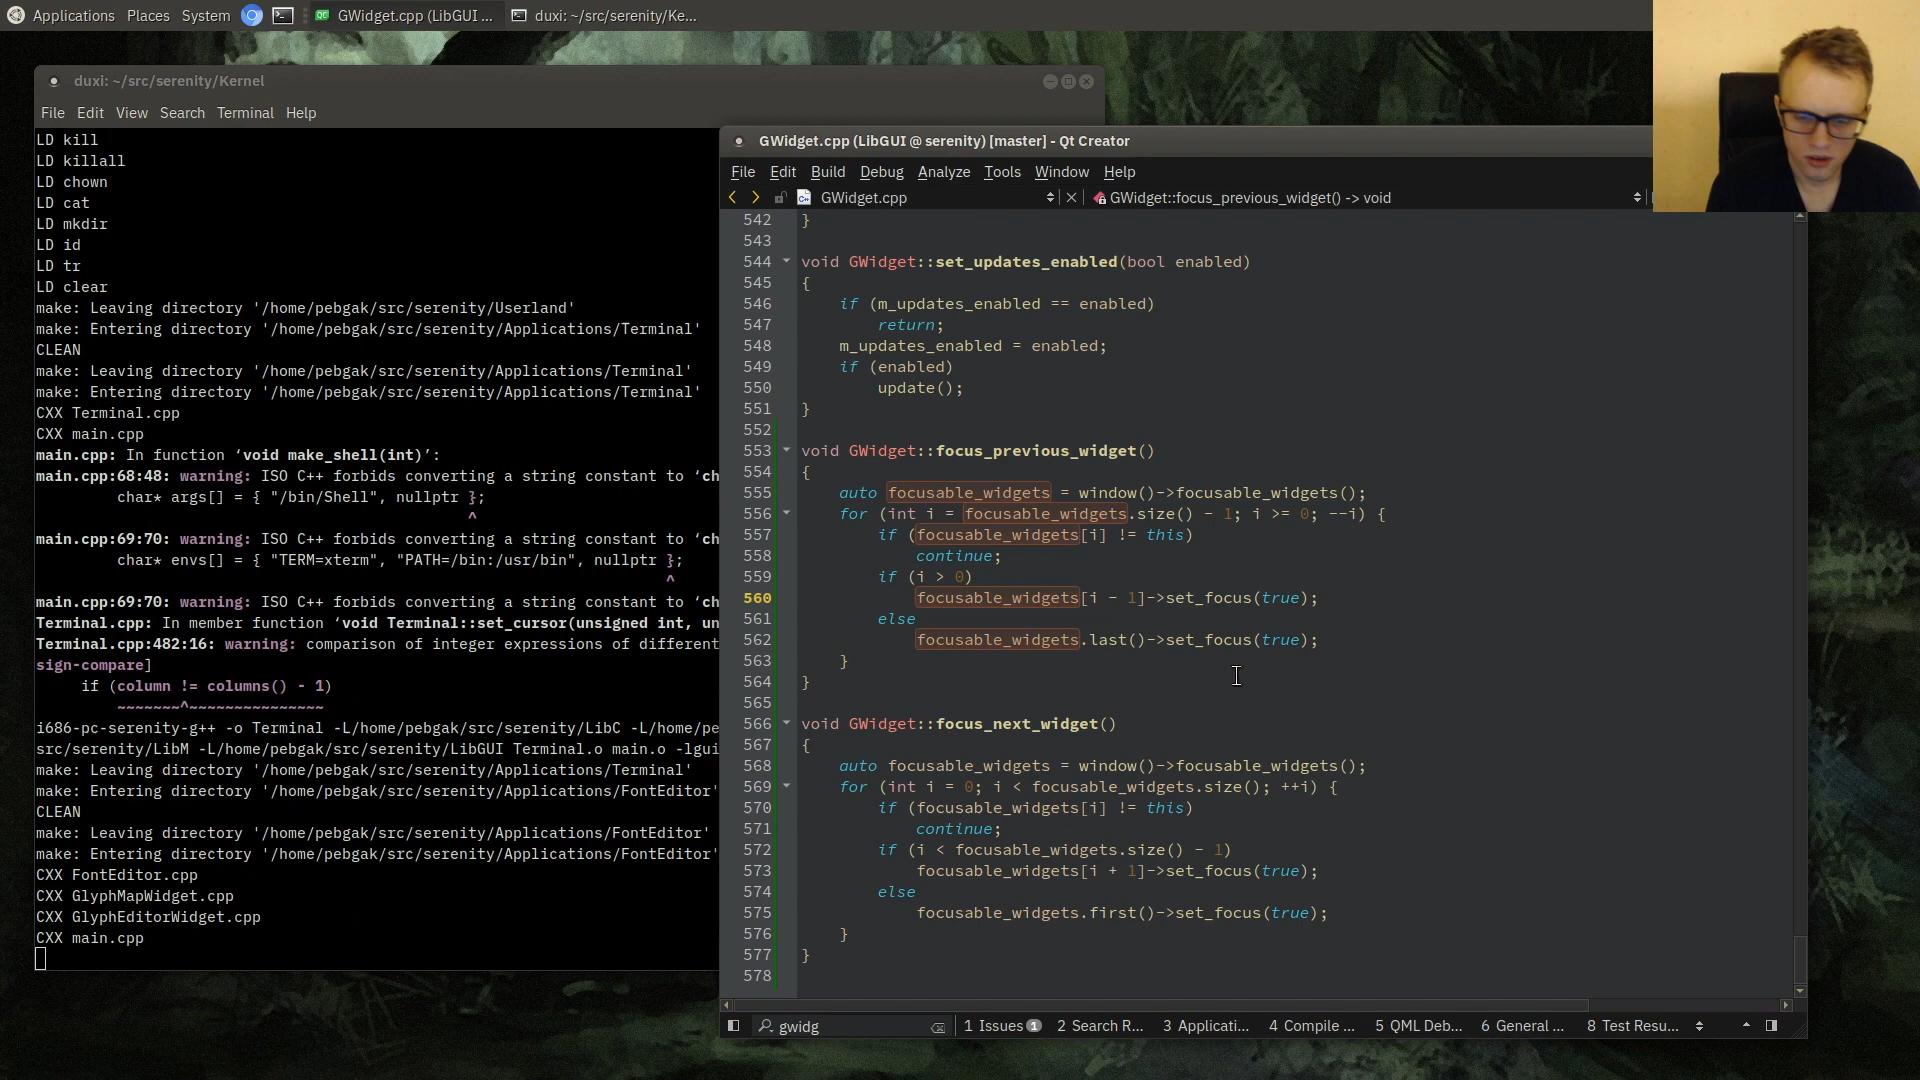 Applications Places System GWidget.cpp (LibGUI ... duxi: ~/src/serenity/Ke...
duxi: ~/src/serenity/Kernel
File Edit View Search Terminal Help
LD kill
LD killall
LD chown
LD cat
LD mkdir
LD id
LD tr
LD clear
make: Leaving directory '/home/pebgak/src/serenity/Userland'
make: Entering directory '/home/pebgak/src/serenity/Applications/Terminal'
CLEAN
make: Leaving directory '/home/pebgak/src/serenity/Applications/Terminal'
make: Entering directory '/home/pebgak/src/serenity/Applications/Terminal'
CXX Terminal.cpp
CXX main.cpp
main.cpp: In function ‘void make_shell(int)’:
main.cpp:68:48: warning: ISO C++ forbids converting a string constant to ‘ch
char* args[] = { "/bin/Shell", nullptr };
^
main.cpp:69:70: warning: ISO C++ forbids converting a string constant to ‘ch
char* envs[] = { "TERM=xterm", "PATH=/bin:/usr/bin", nullptr };
^
main.cpp:69:70: warning: ISO C++ forbids converting a string constant to ‘ch
Terminal.cpp: In member function ‘void Terminal::set_cursor(unsigned int, un
Terminal.cpp:482:16: warning: comparison of integer expressions of different
sign-compare]
if (column != columns() - 1)
~~~~~~~^~~~~~~~~~~~~~~~
i686-pc-serenity-g++ -o Terminal -L/home/pebgak/src/serenity/LibC -L/home/pe
src/serenity/LibM -L/home/pebgak/src/serenity/LibGUI Terminal.o main.o -lgui
make: Leaving directory '/home/pebgak/src/serenity/Applications/Terminal'
make: Entering directory '/home/pebgak/src/serenity/Applications/FontEditor'
CLEAN
make: Leaving directory '/home/pebgak/src/serenity/Applications/FontEditor'
make: Entering directory '/home/pebgak/src/serenity/Applications/FontEditor'
CXX FontEditor.cpp
CXX GlyphMapWidget.cpp
CXX GlyphEditorWidget.cpp
CXX main.cpp
GWidget.cpp (LibGUI @ serenity) [master] - Qt Creator
File Edit Build Debug Analyze Tools Window Help
GWidget.cpp GWidget::focus_previous_widget() -> void
542 }
543
544 void GWidget::set_updates_enabled(bool enabled)
545 {
546 if (m_updates_enabled == enabled)
547 return;
548 m_updates_enabled = enabled;
549 if (enabled)
550 update();
551 }
552
553 void GWidget::focus_previous_widget()
554 {
555 auto focusable_widgets = window()->focusable_widgets();
556 for (int i = focusable_widgets.size() - 1; i >= 0; --i) {
557 if (focusable_widgets[i] != this)
558 continue;
559 if (i > 0)
560 focusable_widgets[i - 1]->set_focus(true);
561 else
562 focusable_widgets.last()->set_focus(true);
563 }
564 }
565
566 void GWidget::focus_next_widget()
567 {
568 auto focusable_widgets = window()->focusable_widgets();
569 for (int i = 0; i < focusable_widgets.size(); ++i) {
570 if (focusable_widgets[i] != this)
571 continue;
572 if (i < focusable_widgets.size() - 1)
573 focusable_widgets[i + 1]->set_focus(true);
574 else
575 focusable_widgets.first()->set_focus(true);
576 }
577 }
578
gwidg 1 Issues 1 2 Search R... 3 Applicati... 4 Compile ... 5 QML Deb... 6 General ... 8 Test Resu...